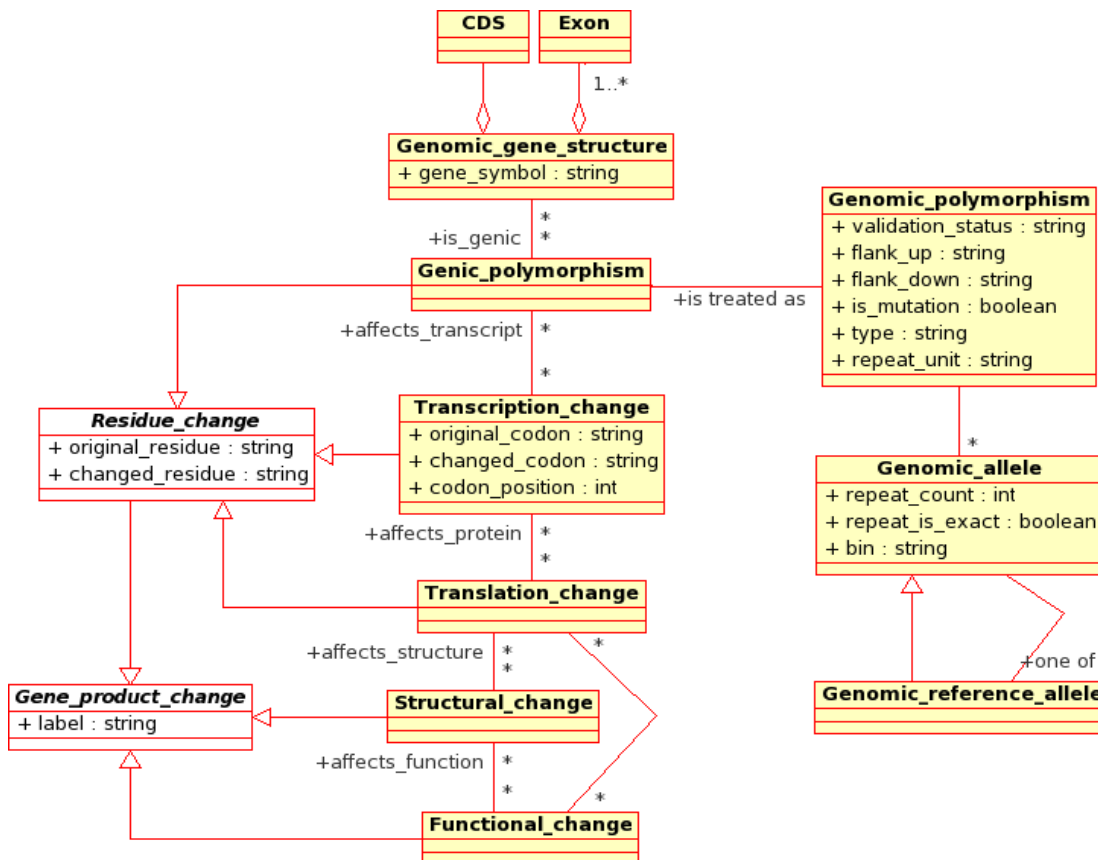 CDS
Exon
1..*
Genomic_gene_structure
+ gene_symbol : string
*
+is_genic *
Genic_polymorphism
+is treated as
Genomic_polymorphism
+ validation_status : string
+ flank_up : string
+ flank_down : string
+ is_mutation : boolean
+ type : string
+ repeat_unit : string
+affects_transcript *
*
Residue_change
+ original_residue : string
+ changed_residue : string
Transcription_change
+ original_codon : string
+ changed_codon : string
+ codon_position : int
*
Genomic_allele
+ repeat_count : int
+ repeat_is_exact : boolean
+ bin : string
+affects_protein *
*
Translation_change
+affects_structure *
*
*
+one of
Gene_product_change
+ label : string
Structural_change
Genomic_reference_allele
+affects_function *
*
*
Functional_change